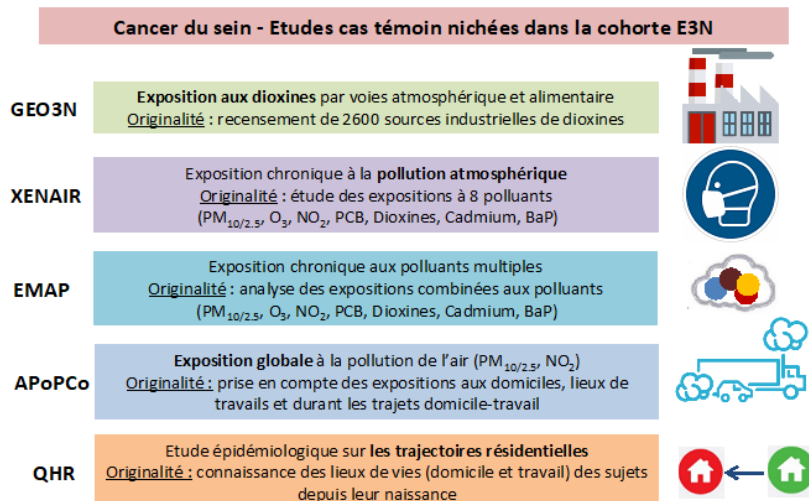 Cancer du sein - Etudes cas témoin nichées dans la cohorte E3N
GEO3N
Exposition aux dioxines par voies atmosphérique et alimentaire
Originalité : recensement de 2600 sources industrielles de dioxines
XENAIR
Exposition chronique à la pollution atmosphérique
Originalité : étude des expositions à 8 polluants
(PM10/2.5, O3, NO2, PCB, Dioxines, Cadmium, BaP)
EMAP
Exposition chronique aux polluants multiples
Originalité : analyse des expositions combinées aux polluants
(PM10/2.5, O3, NO2, PCB, Dioxines, Cadmium, BaP)
APoPCo
Exposition globale à la pollution de l'air (PM10/2.5, NO2)
Originalité : prise en compte des expositions aux domiciles, lieux de
travails et durant les trajets domicile-travail
QHR
Etude épidémiologique sur les trajectoires résidentielles
Originalité : connaissance des lieux de vies (domicile et travail) des sujets
depuis leur naissance